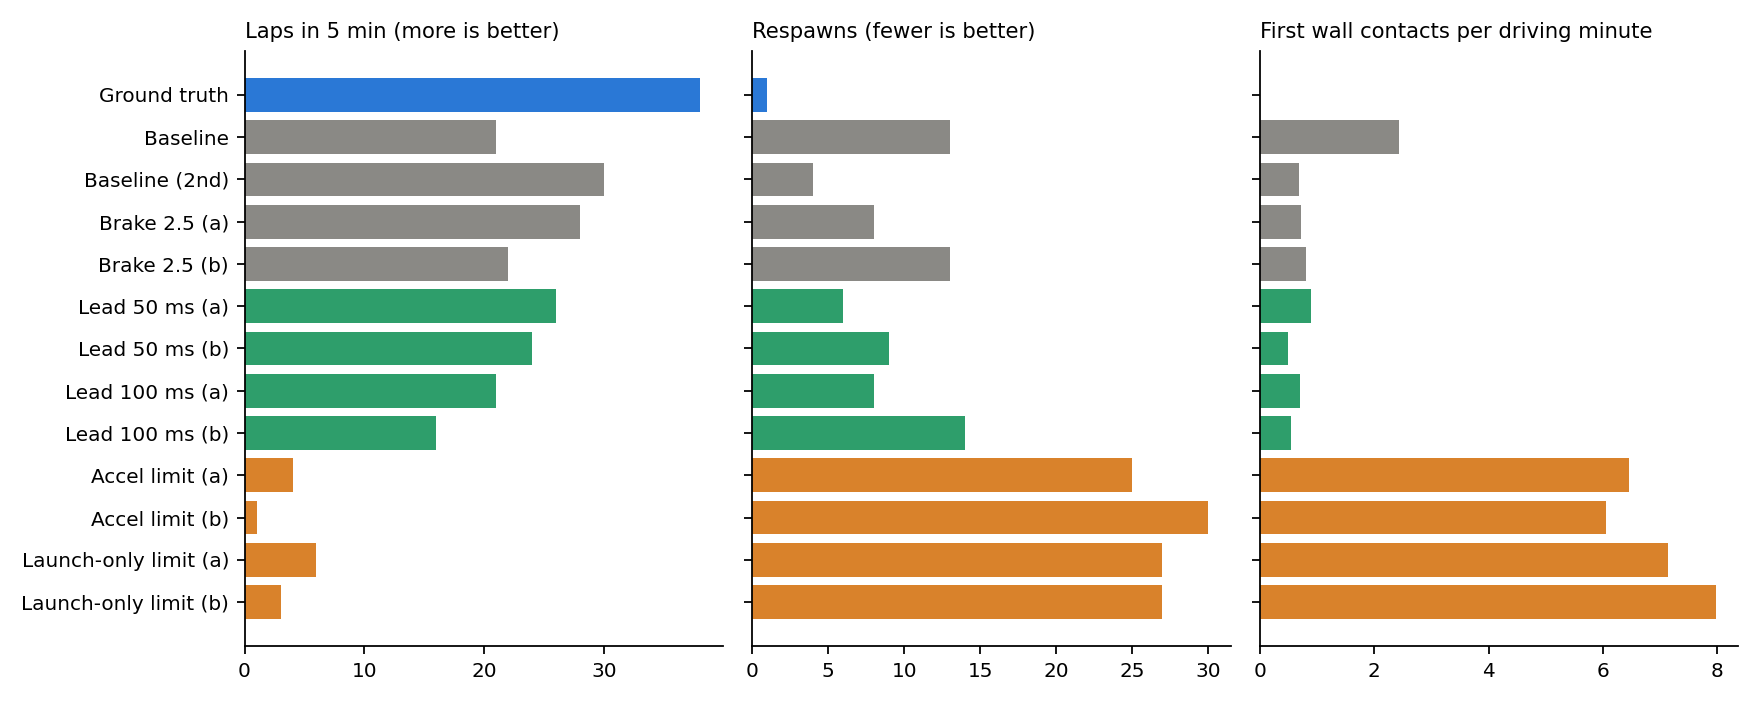 Laps in 5 min (more is better)
Respawns (fewer is better)
First wall contacts per driving minute
Ground truth
Baseline
Baseline (2nd)
Brake 2.5 (a)
Brake 2.5 (b)
Lead 50 ms (a)
Lead 50 ms (b)
Lead 100 ms (a)
Lead 100 ms (b)
Accel limit (a)
Accel limit (b)
Launch-only limit (a)
Launch-only limit (b)
0 10 20 30
0 5 10 15 20 25 30
0 2 4 6 8